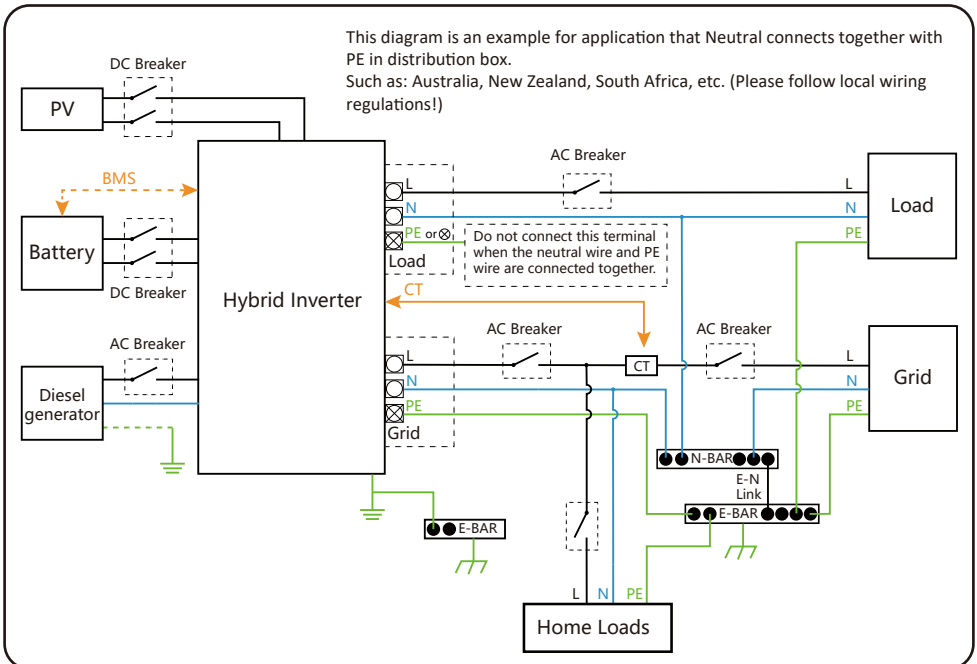 This diagram is an example for application that Neutral connects together with
PE in distribution box.
Such as: Australia, New Zealand, South Africa, etc. (Please follow local wiring
regulations!)
DC Breaker
PV
BMS
Battery
DC Breaker
AC Breaker
Diesel
generator
Hybrid Inverter
L
N
PE or
Load
Do not connect this terminal
when the neutral wire and PE
wire are connected together.
AC Breaker
L
N
PE
Load
CT
AC Breaker
CT
AC Breaker
L
N
PE
Grid
L
N
PE
Grid
N-BAR
E-N
Link
E-BAR
E-BAR
L N PE
Home Loads